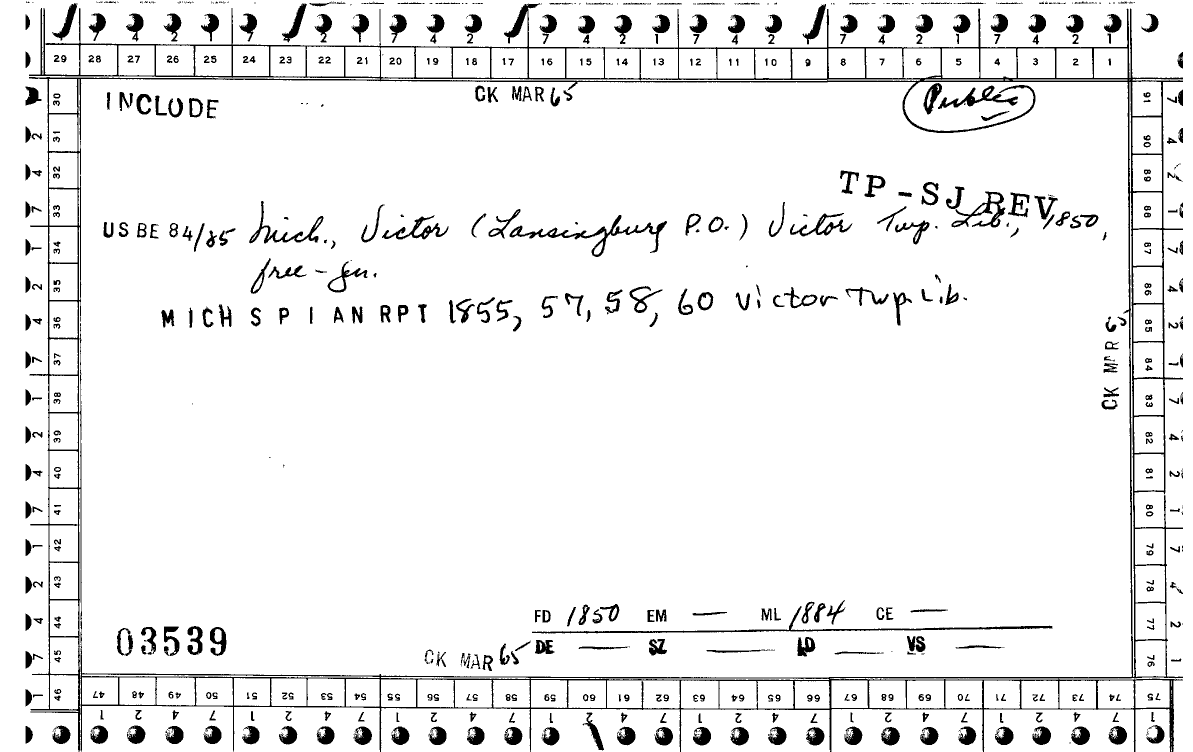 7 4 2 1 7 4 2 1 7 4 2 1 7 4 2 1 7 4 2 1 7 4 2 1 7 4 2 1
29 28 27 26 25 24 23 22 21 20 19 18 17 16 15 14 13 12 11 10 9 8 7 6 5 4 3 2 1
INCLUDE CK MAR 65 Public
TP-SJ REV
US BE 84/85 Mich., Victor (Lansingburg P.O.) Victor Twp. Lib., 1850,
free-gen.
MICH S P I AN RPT 1855, 57, 58, 60 Victor Twp. Lib.
CK MAR 65
FD 1850 EM — ML 1884 CE —
03539 CK MAR 65 DE — SZ LD — VS —
30 31 32 33 34 35 36 37 38 39 40 41 42 43 44 45 46
91 90 89 88 87 86 85 84 83 82 81 80 79 78 77 76 75
47 48 49 50 51 52 53 54 55 56 57 58 59 60 61 62 63 64 65 66 67 68 69 70 71 72 73 74
1 2 4 7 1 2 4 7 1 2 4 7 1 2 4 7 1 2 4 7 1 2 4 7 1 2 4 7